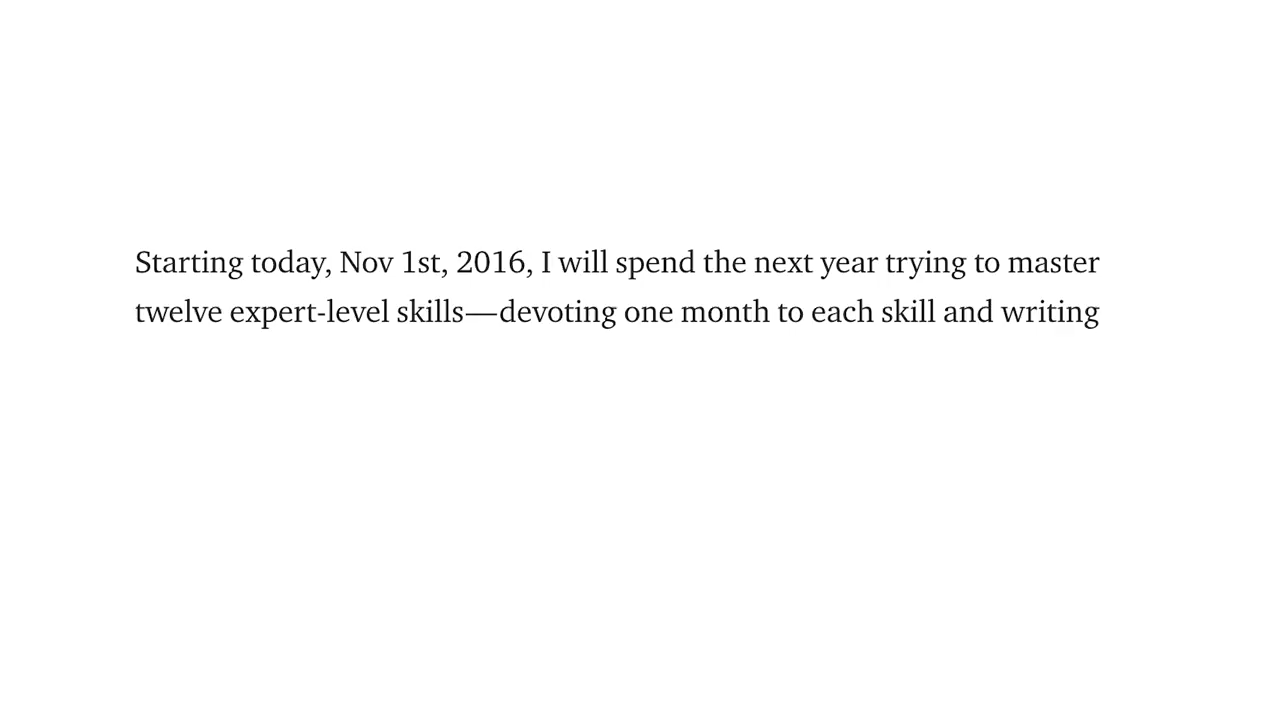 Starting today, Nov 1st, 2016, I will spend the next year trying to master
twelve expert-level skills—devoting one month to each skill and writing